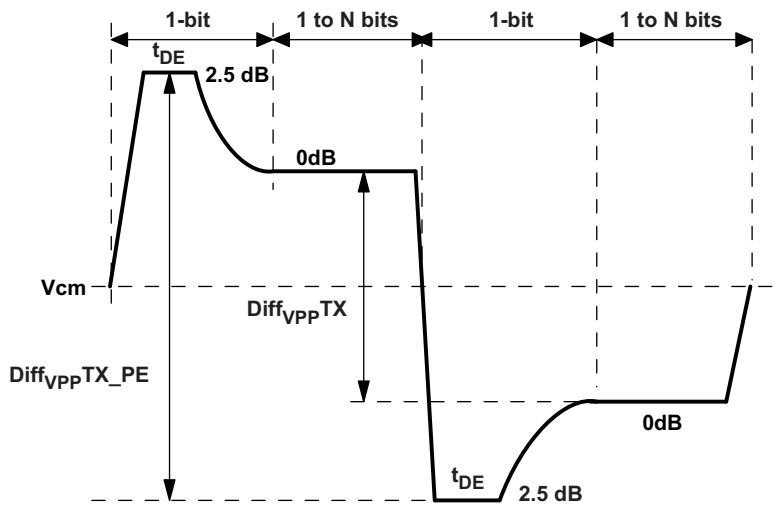 1-bit
1 to N bits
1-bit
1 to N bits
tDE
2.5 dB
0dB
Vcm
DiffVPPTX
DiffVPPTX_PE
0dB
tDE
2.5 dB